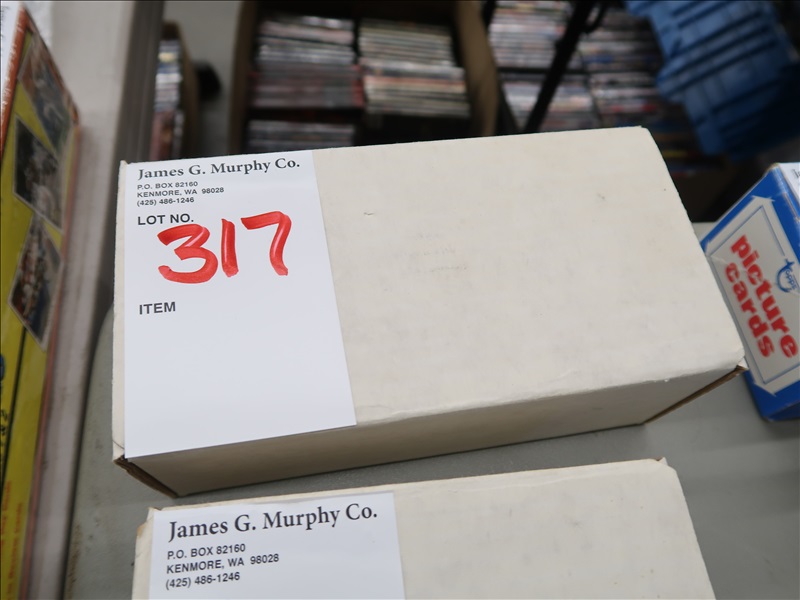 James G. Murphy Co.
P.O. BOX 82160
KENMORE, WA 98028
(425) 486-1246
LOT NO.
317
ITEM
picture
cards
James G. Murphy Co.
P.O. BOX 82160
KENMORE, WA 98028
(425) 486-1246